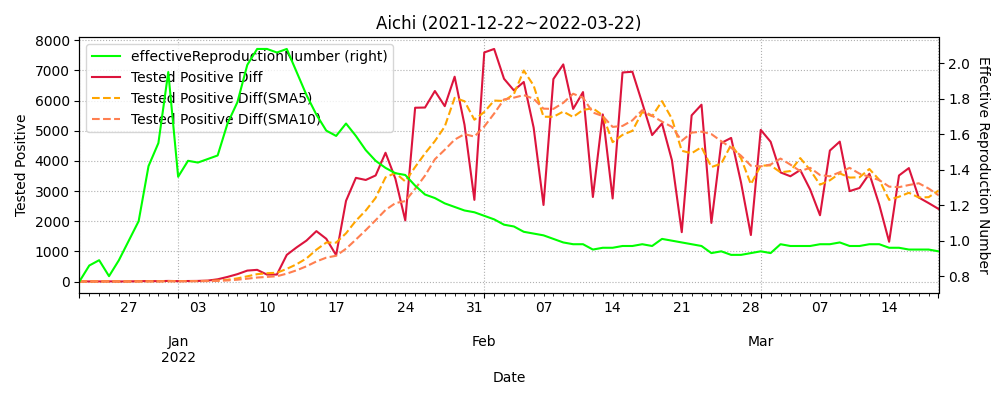 Aichi (2021-12-22~2022-03-22)
effectiveReproductionNumber (right)
Tested Positive Diff
Tested Positive Diff(SMA5)
Tested Positive Diff(SMA10)
8000
7000
6000
5000
4000
3000
2000
1000
0
Tested Positive
2.0
1.8
1.6
1.4
1.2
1.0
0.8
Effective Reproduction Number
27 03 10 17 24 31 07 14 21 28 07 14
Jan Feb Mar
2022
Date